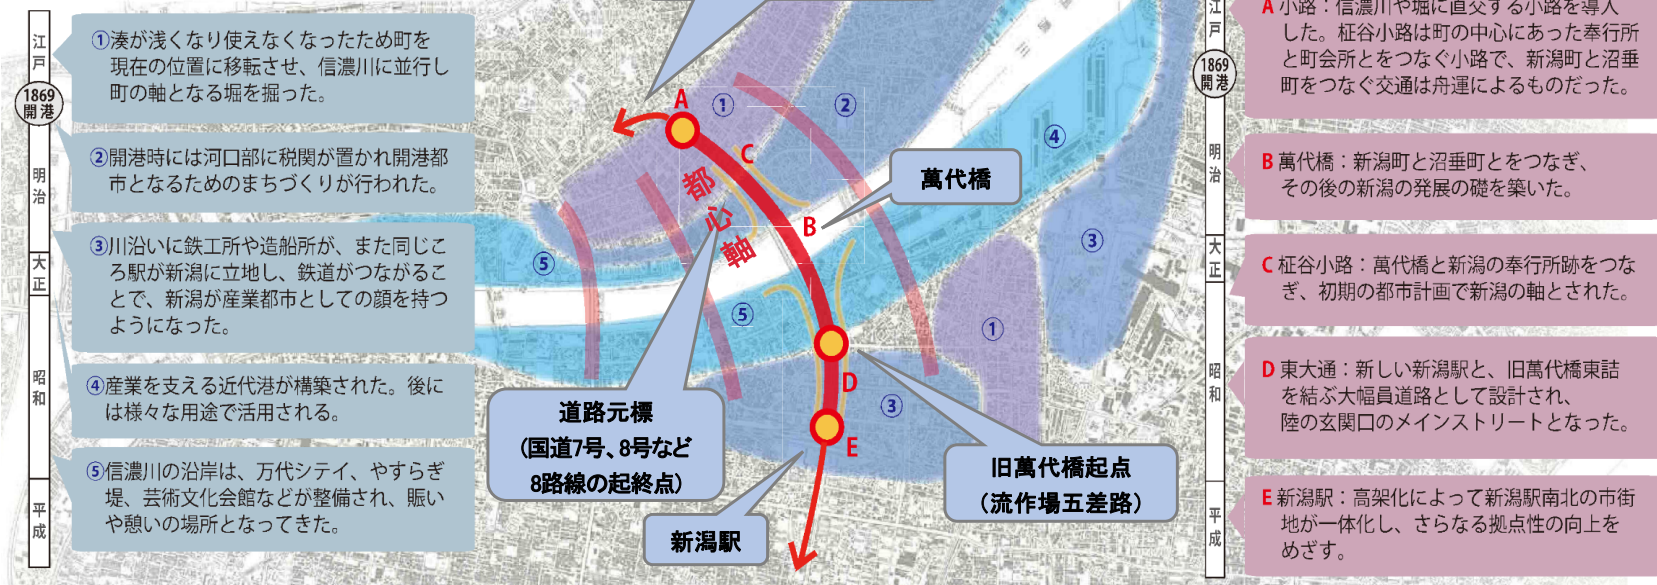 江戸
1869
開港
明治
大正
昭和
平成
①湊が浅くなり使えなくなったため町を
現在の位置に移転させ、信濃川に並行し
町の軸となる堀を掘った。
②開港時には河口部に税関が置かれ開港都
市となるためのまちづくりが行われた。
③川沿いに鉄工所や造船所が、また同じこ
ろ駅が新潟に立地し、鉄道がつながるこ
とで、新潟が産業都市としての顔を持つ
ようになった。
④産業を支える近代港が構築された。後に
は様々な用途で活用される。
⑤信濃川の沿岸は、万代シテイ、やすらぎ
堤、芸術文化会館などが整備され、賑い
や憩いの場所となってきた。
A
①
②
④
C
都心軸
萬代橋
B
③
⑤
⑤
①
D
③
E
道路元標
(国道7号、8号など
8路線の起終点)
旧萬代橋起点
(流作場五差路)
新潟駅
江戸
1869
開港
明治
大正
昭和
平成
A 小路：信濃川や堀に直交する小路を導入
した。柾谷小路は町の中心にあった奉行所
と町会所とをつなぐ小路で、新潟町と沼垂
町をつなぐ交通は舟運によるものだった。
B 萬代橋：新潟町と沼垂町とをつなぎ、
その後の新潟の発展の礎を築いた。
C 柾谷小路：萬代橋と新潟の奉行所跡をつな
ぎ、初期の都市計画で新潟の軸とされた。
D 東大通：新しい新潟駅と、旧萬代橋東詰
を結ぶ大幅員道路として設計され、
陸の玄関口のメインストリートとなった。
E 新潟駅：高架化によって新潟駅南北の市街
地が一体化し、さらなる拠点性の向上を
めざす。